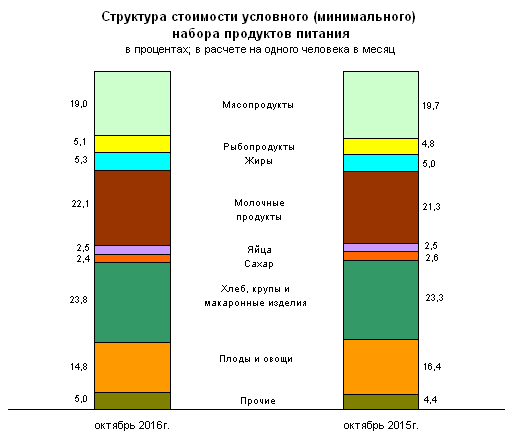 Структура стоимости условного (минимального)
набора продуктов питания
в процентах; в расчете на одного человека в месяц
19,0 Мясопродукты 19,7
5,1 Рыбопродукты 4,8
5,3 Жиры 5,0
22,1 Молочные
продукты 21,3
2,5 Яйца 2,5
2,4 Сахар 2,6
23,8 Хлеб, крупы и
макаронные изделия 23,3
14,8 Плоды и овощи 16,4
5,0 Прочие 4,4
октябрь 2016г. октябрь 2015г.